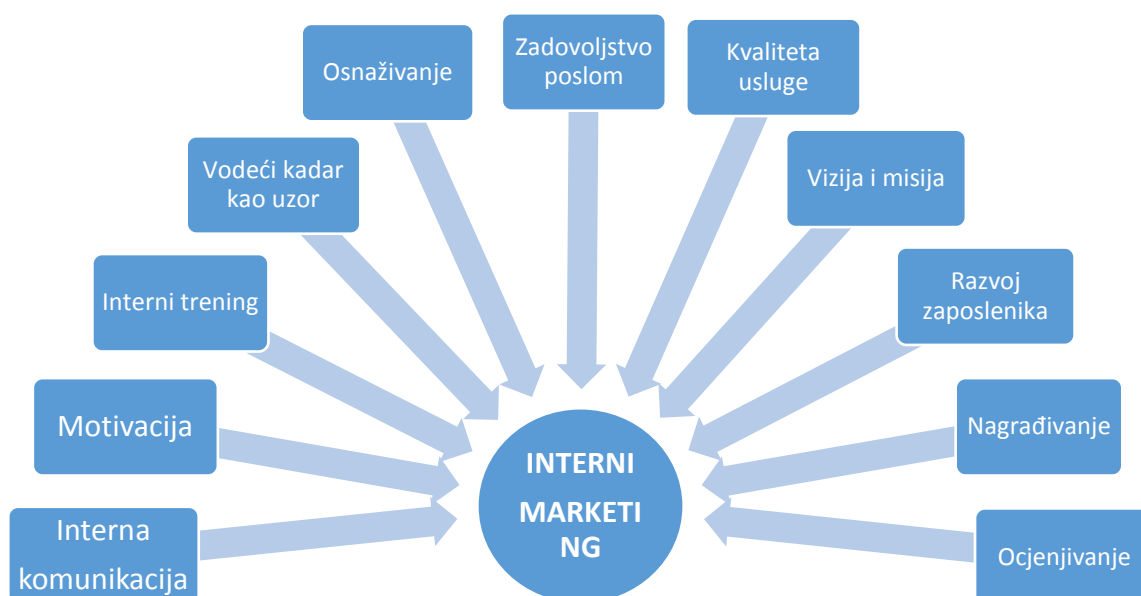 Zadovoljstvo
poslom
Kvaliteta
usluge
Osnaživanje
Vodeći kadar
kao uzor
Vizija i misija
Interni trening
Razvoj
zaposlenika
Motivacija
Nagrađivanje
INTERNI
MARKETI
NG
Interna
komunikacija
Ocjenjivanje